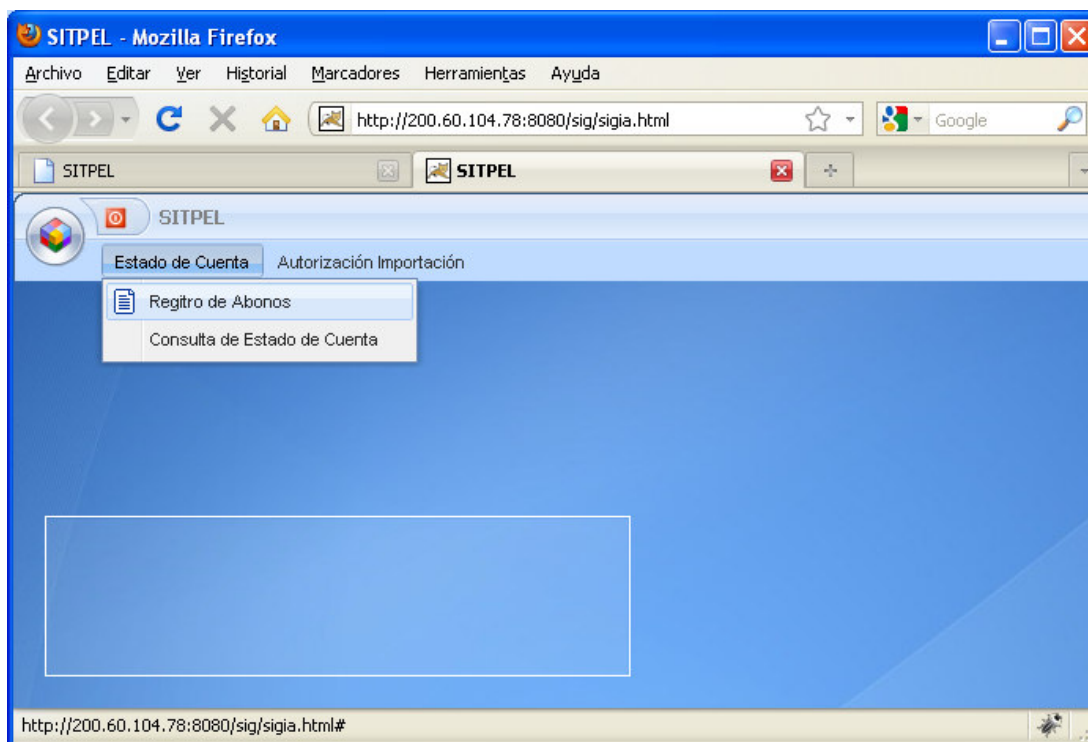 SITPEL - Mozilla Firefox
Archivo Editar Ver Historial Marcadores Herramientas Ayuda
http://200.60.104.78:8080/sig/sigia.html Google
SITPEL SITPEL
SITPEL
Estado de Cuenta Autorización Importación
Regitro de Abonos
Consulta de Estado de Cuenta
http://200.60.104.78:8080/sig/sigia.html#